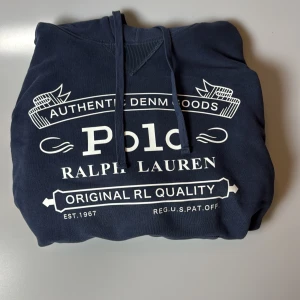 AUTHENTIC DENM GOODS
Polo
RALPH LAUREN
ORIGINAL RL QUALITY
EST.1967 REG.U.S.PAT.OFF.